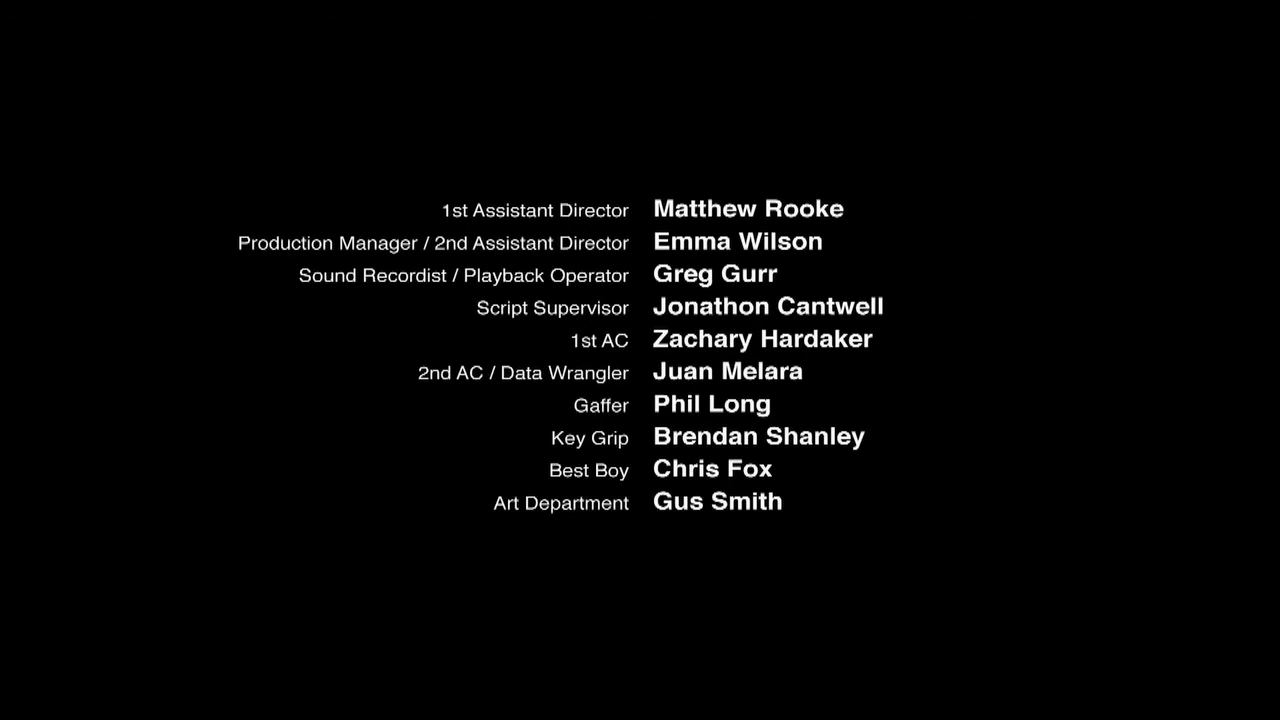 1st Assistant Director Matthew Rooke
Production Manager / 2nd Assistant Director Emma Wilson
Sound Recordist / Playback Operator Greg Gurr
Script Supervisor Jonathon Cantwell
1st AC Zachary Hardaker
2nd AC / Data Wrangler Juan Melara
Gaffer Phil Long
Key Grip Brendan Shanley
Best Boy Chris Fox
Art Department Gus Smith